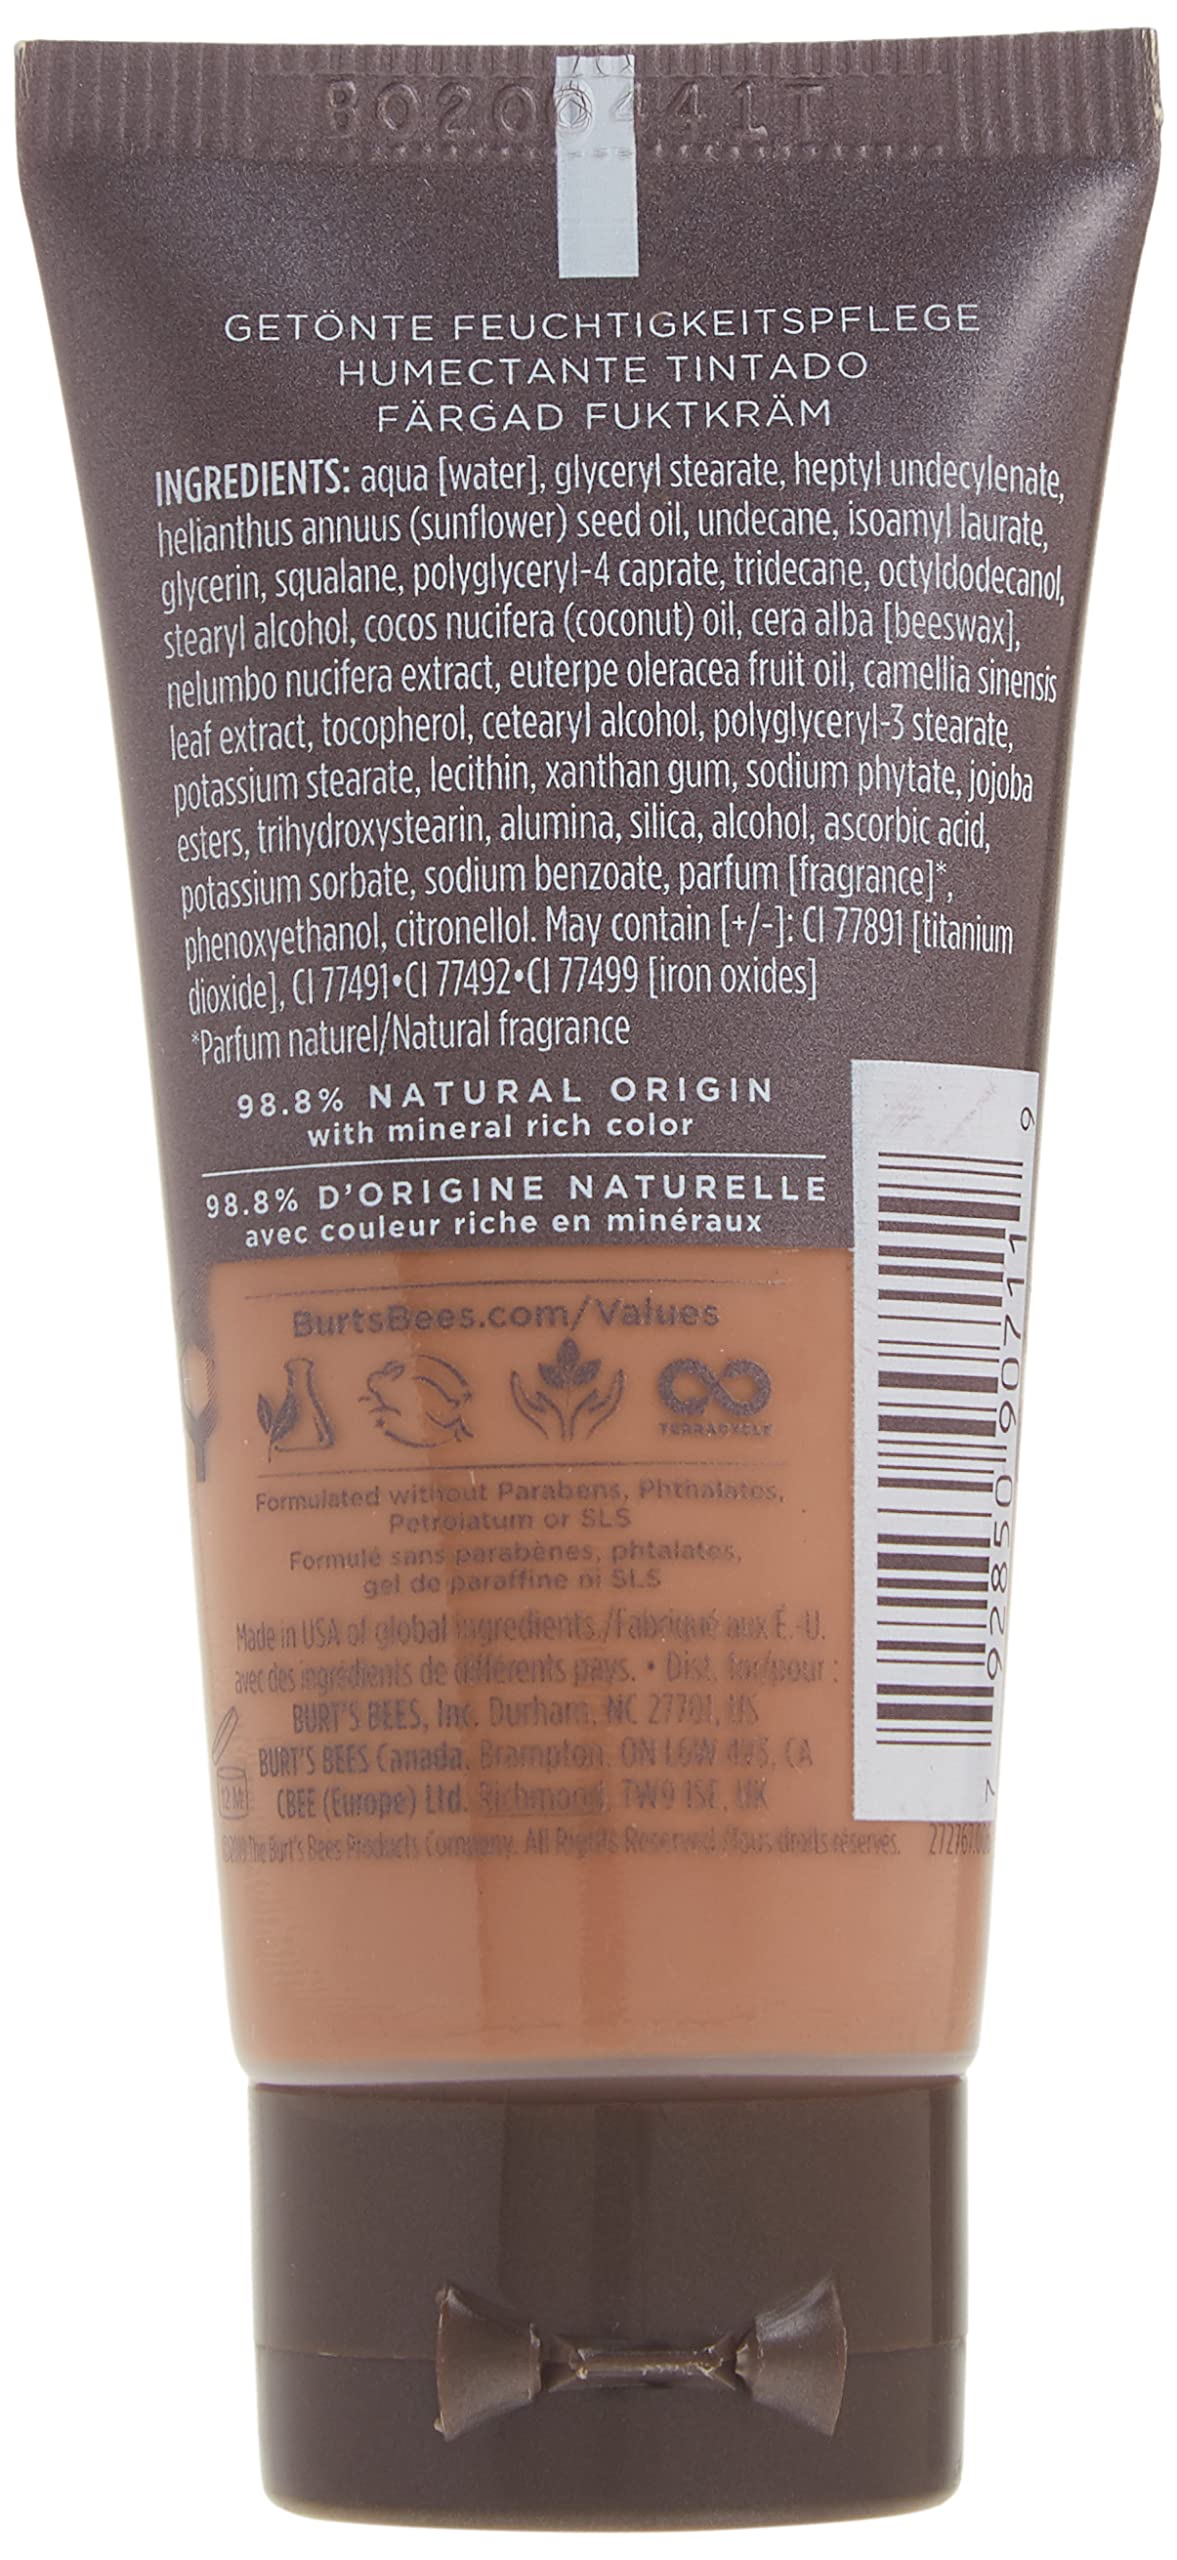 B0200441T
GETÖNTE FEUCHTIGKEITSPFLEGE
HUMECTANTE TINTADO
FÄRGAD FUKTKRÄM
INGREDIENTS: aqua [water], glyceryl stearate, heptyl undecylenate,
helianthus annuus (sunflower) seed oil, undecane, isoamyl laurate,
glycerin, squalane, polyglyceryl-4 caprate, tridecane, octyldodecanol,
stearyl alcohol, cocos nucifera (coconut) oil, cera alba [beeswax],
nelumbo nucifera extract, euterpe oleracea fruit oil, camellia sinensis
leaf extract, tocopherol, cetearyl alcohol, polyglyceryl-3 stearate,
potassium stearate, lecithin, xanthan gum, sodium phytate, jojoba
esters, trihydroxystearin, alumina, silica, alcohol, ascorbic acid,
potassium sorbate, sodium benzoate, parfum [fragrance]*,
phenoxyethanol, citronellol. May contain [+/-]: CI 77891 [titanium
dioxide], CI 77491•CI 77492•CI 77499 [iron oxides]
*Parfum naturel/Natural fragrance
98.8% NATURAL ORIGIN
with mineral rich color
98.8% D'ORIGINE NATURELLE
avec couleur riche en minéraux
BurtsBees.com/Values
TERRACYCLE
Formulated without Parabens, Phthalates,
Petrolatum or SLS
Formulé sans parabènes, phtalates,
gel de paraffine ni SLS
Made in USA of global ingredients./Fabriqué aux É.-U.
avec des ingrédients de différents pays. • Dist. for/pour :
BURT'S BEES, Inc. Durham, NC 27701, US
BURT'S BEES Canada, Brampton, ON L6W 4V3, CA
CBEE (Europe) Ltd. Richmond, TW9 1SE, UK
12 M
©2019 The Burt's Bees Products Company. All Rights Reserved./Tous droits réservés.
7 92850 90711 9